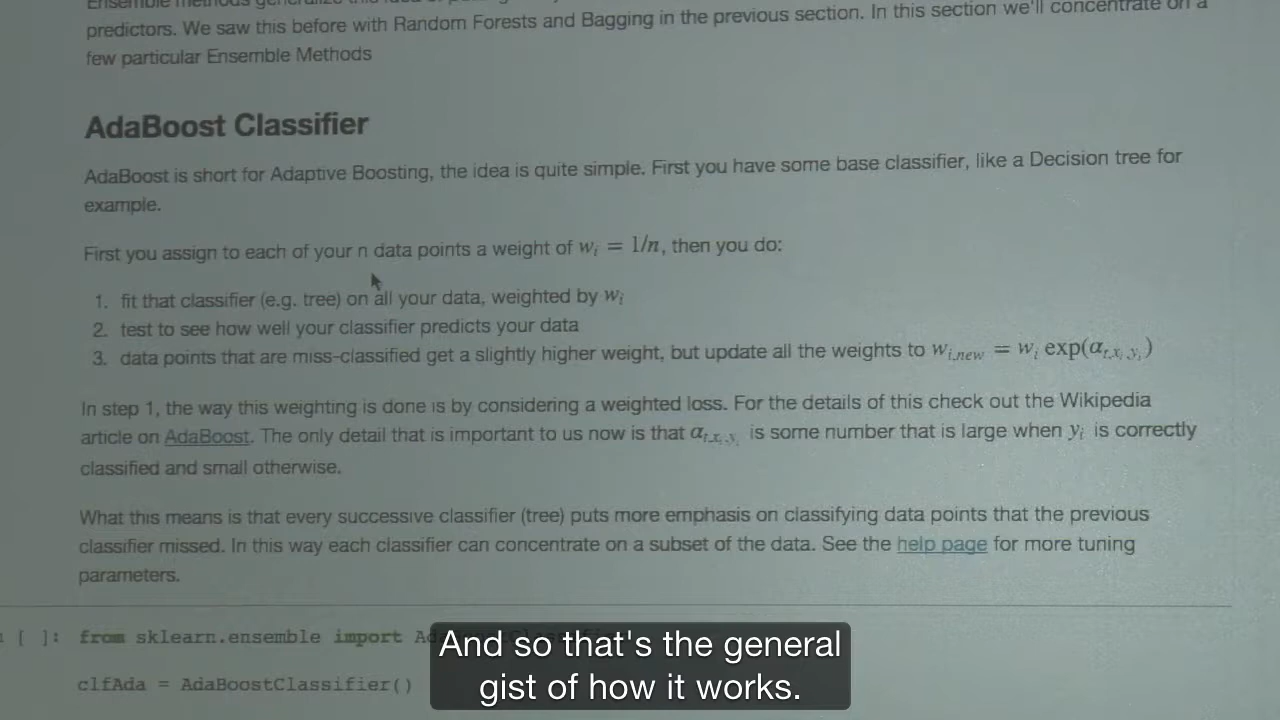 Ensemble methods generalize this idea of
predictors. We saw this before with Random Forests and Bagging in the previous section. In this section we'll concentrate on a
few particular Ensemble Methods
AdaBoost Classifier
AdaBoost is short for Adaptive Boosting, the idea is quite simple. First you have some base classifier, like a Decision tree for
example.
First you assign to each of your n data points a weight of wᵢ = 1/n, then you do:
1. fit that classifier (e.g. tree) on all your data, weighted by wᵢ
2. test to see how well your classifier predicts your data
3. data points that are miss-classified get a slightly higher weight, but update all the weights to w_{i,new} = wᵢ exp(α_{t,xᵢ,yᵢ})
In step 1, the way this weighting is done is by considering a weighted loss. For the details of this check out the Wikipedia
article on AdaBoost. The only detail that is important to us now is that α_{t,xᵢ,yᵢ} is some number that is large when yᵢ is correctly
classified and small otherwise.
What this means is that every successive classifier (tree) puts more emphasis on classifying data points that the previous
classifier missed. In this way each classifier can concentrate on a subset of the data. See the help page for more tuning
parameters.
[ ]: from sklearn.ensemble import
clfAda = AdaBoostClassifier()
And so that's the general
gist of how it works.